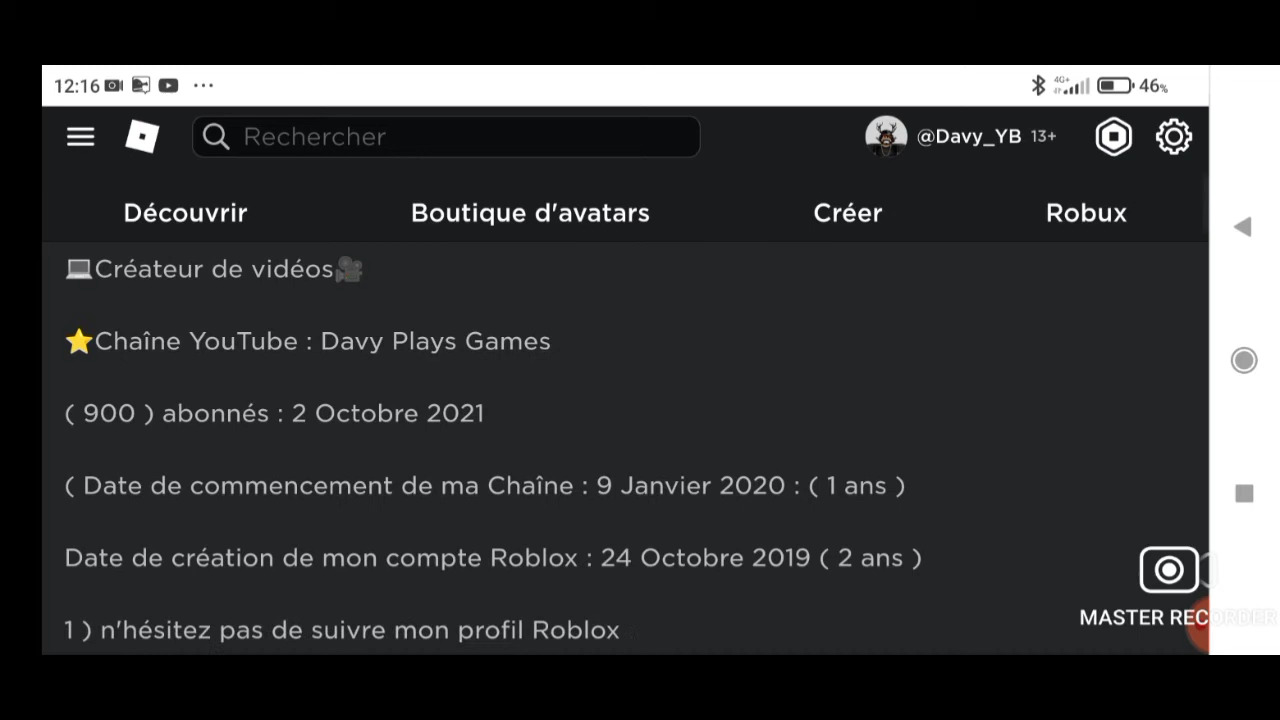 12:16 ... 4G+ 46%
Rechercher @Davy_YB 13+
Découvrir Boutique d'avatars Créer Robux
💻Créateur de vidéos🎥
⭐Chaîne YouTube : Davy Plays Games
( 900 ) abonnés : 2 Octobre 2021
( Date de commencement de ma Chaîne : 9 Janvier 2020 : ( 1 ans )
Date de création de mon compte Roblox : 24 Octobre 2019 ( 2 ans )
1 ) n'hésitez pas de suivre mon profil Roblox
MASTER RECORDER